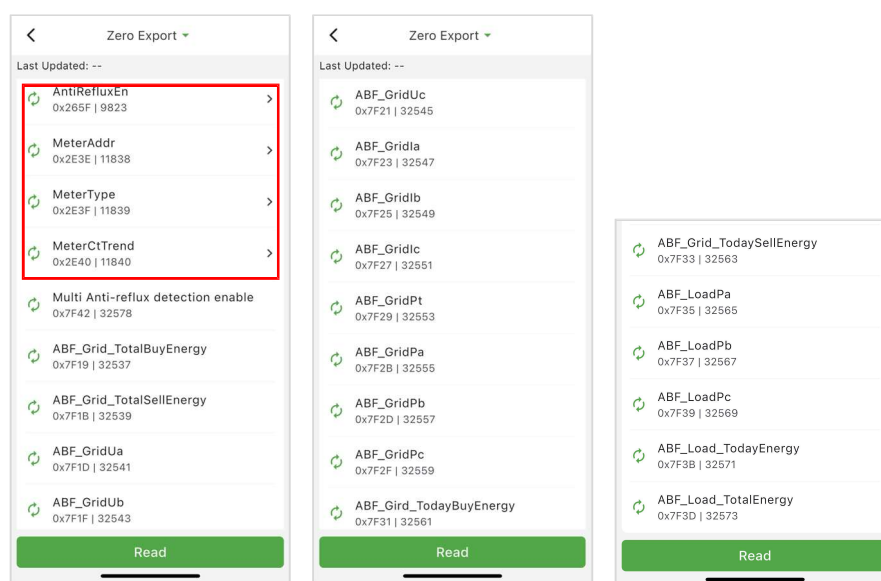 Zero Export
Last Updated: --
AntiRefluxEn
0x265F | 9823
MeterAddr
0x2E3E | 11838
MeterType
0x2E3F | 11839
MeterCtTrend
0x2E40 | 11840
Multi Anti-reflux detection enable
0x7F42 | 32578
ABF_Grid_TotalBuyEnergy
0x7F19 | 32537
ABF_Grid_TotalSellEnergy
0x7F1B | 32539
ABF_GridUa
0x7F1D | 32541
ABF_GridUb
0x7F1F | 32543
Read
Zero Export
Last Updated: --
ABF_GridUc
0x7F21 | 32545
ABF_GridIa
0x7F23 | 32547
ABF_GridIb
0x7F25 | 32549
ABF_GridIc
0x7F27 | 32551
ABF_GridPt
0x7F29 | 32553
ABF_GridPa
0x7F2B | 32555
ABF_GridPb
0x7F2D | 32557
ABF_GridPc
0x7F2F | 32559
ABF_Gird_TodayBuyEnergy
0x7F31 | 32561
Read
ABF_Grid_TodaySellEnergy
0x7F33 | 32563
ABF_LoadPa
0x7F35 | 32565
ABF_LoadPb
0x7F37 | 32567
ABF_LoadPc
0x7F39 | 32569
ABF_Load_TodayEnergy
0x7F3B | 32571
ABF_Load_TotalEnergy
0x7F3D | 32573
Read